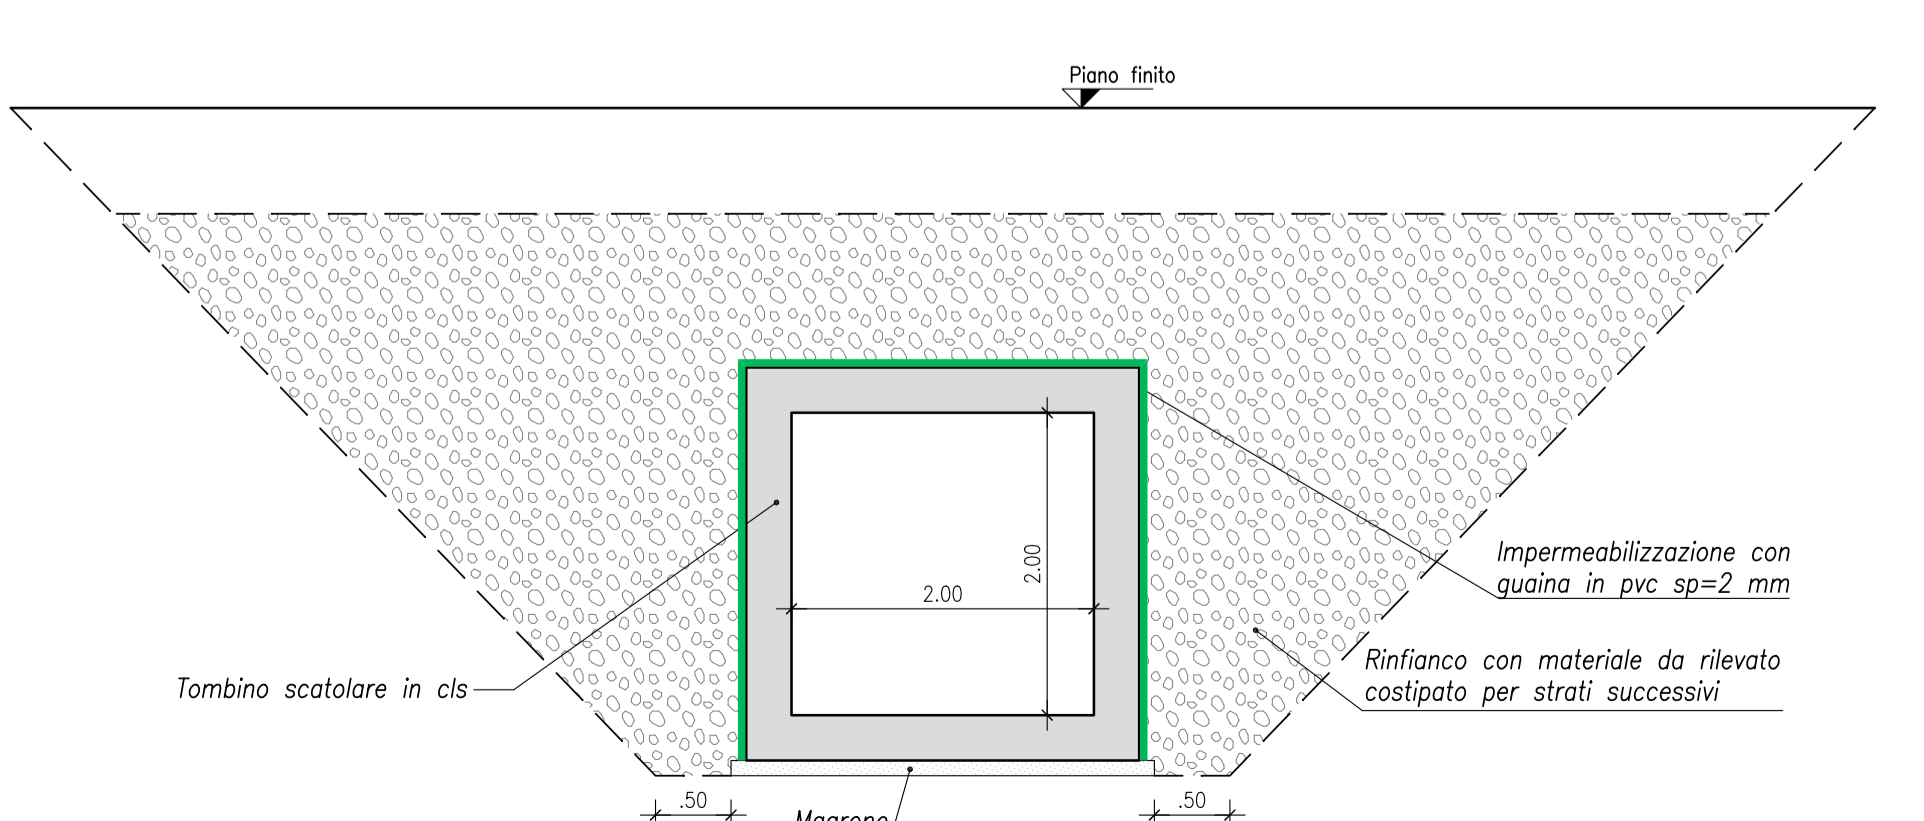 Piano finito
Impermeabilizzazione con
guaina in pvc sp=2 mm
2.00
2.00
Rinfianco con materiale da rilevato
costipato per strati successivi
Tombino scatolare in cls
.50
.50
Magrone